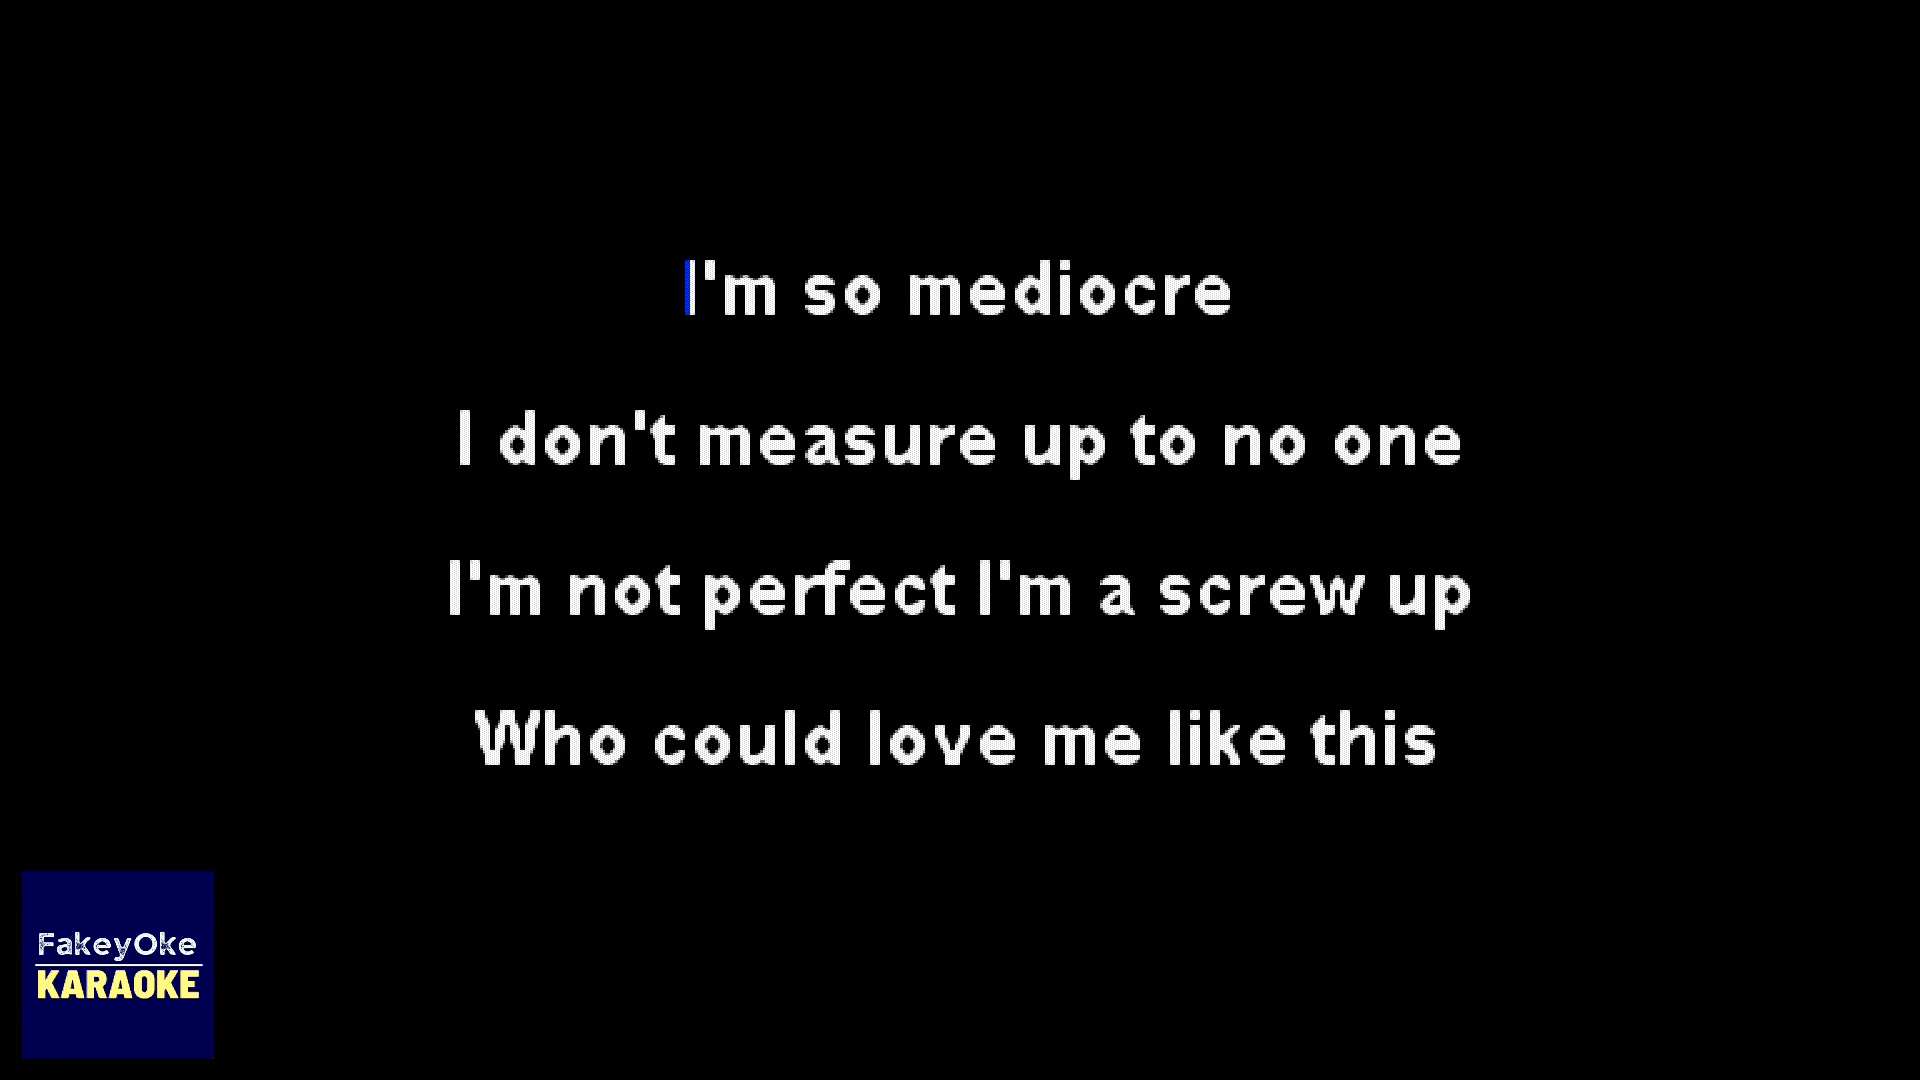 I'm so mediocre
I don't measure up to no one
I'm not perfect I'm a screw up
Who could love me like this
FakeyOke
KARAOKE